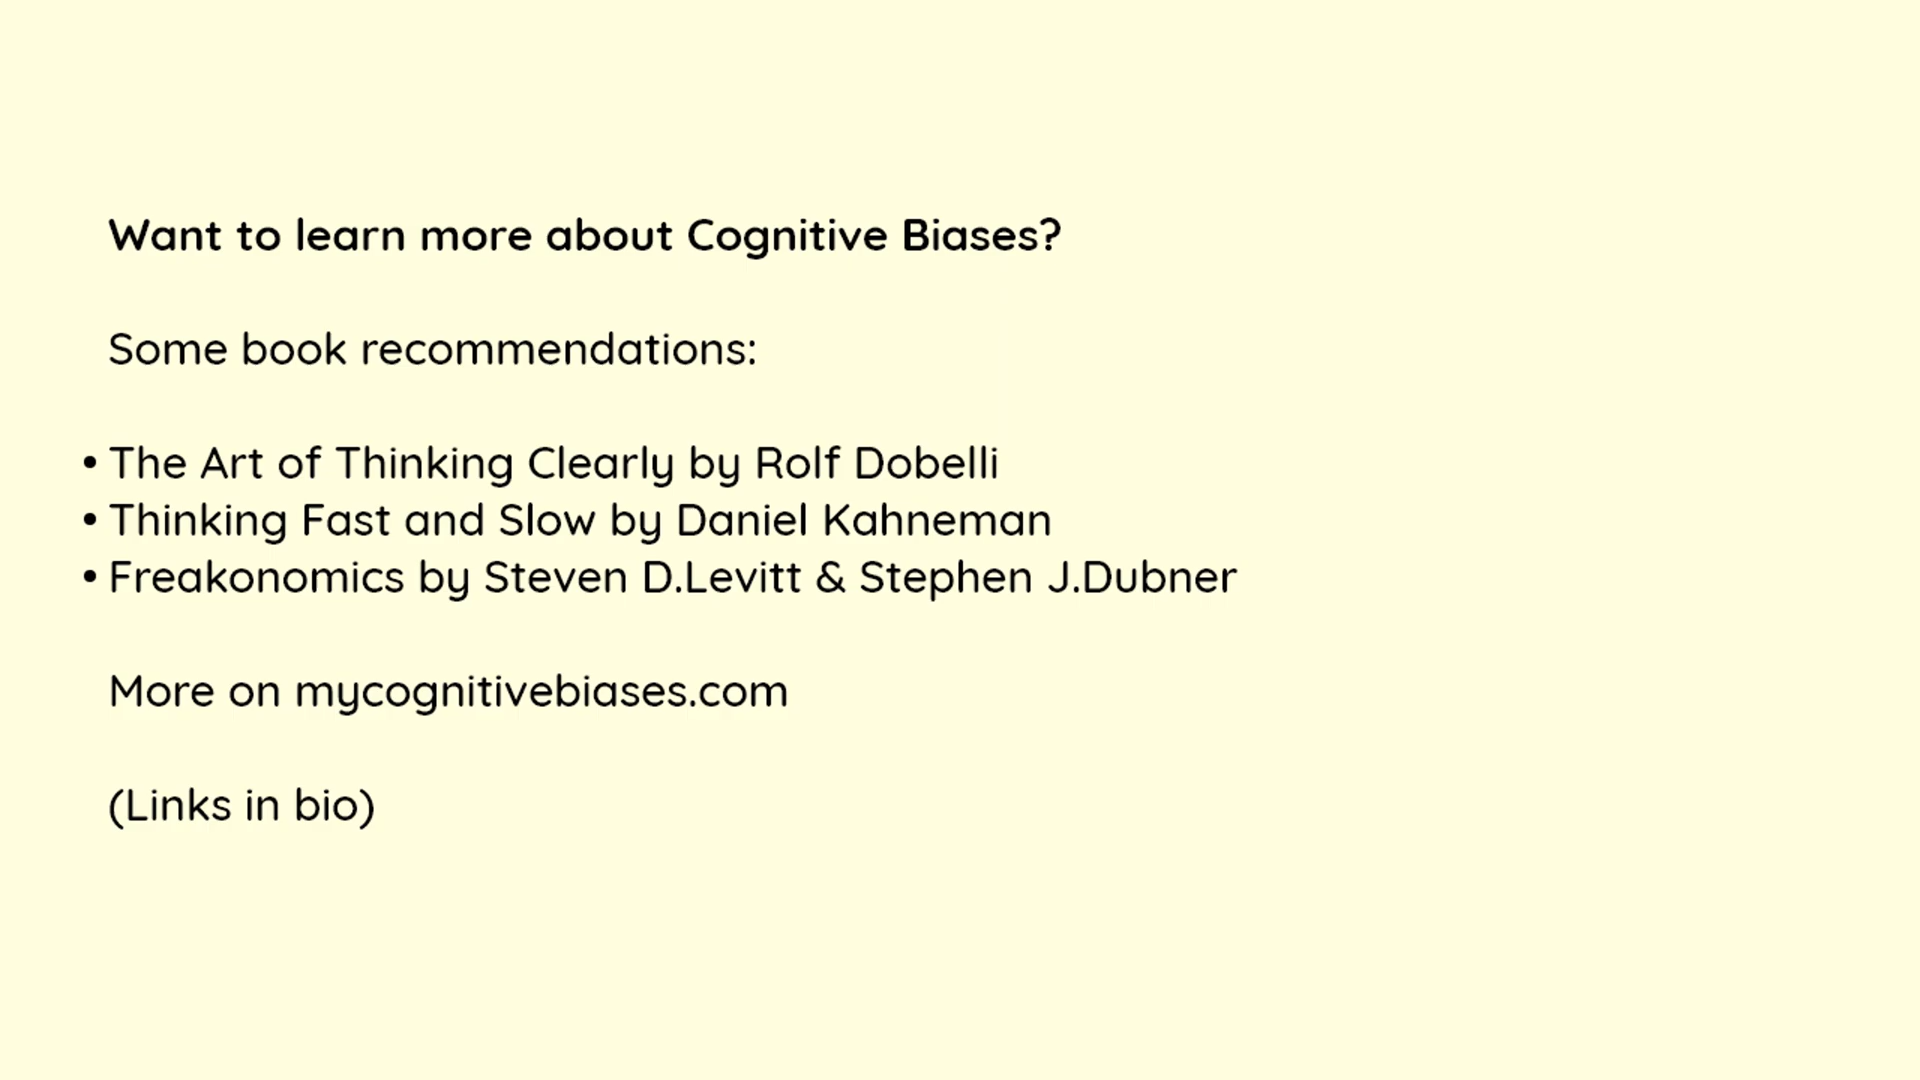 Want to learn more about Cognitive Biases?
Some book recommendations:
• The Art of Thinking Clearly by Rolf Dobelli
• Thinking Fast and Slow by Daniel Kahneman
• Freakonomics by Steven D.Levitt & Stephen J.Dubner
More on mycognitivebiases.com
(Links in bio)